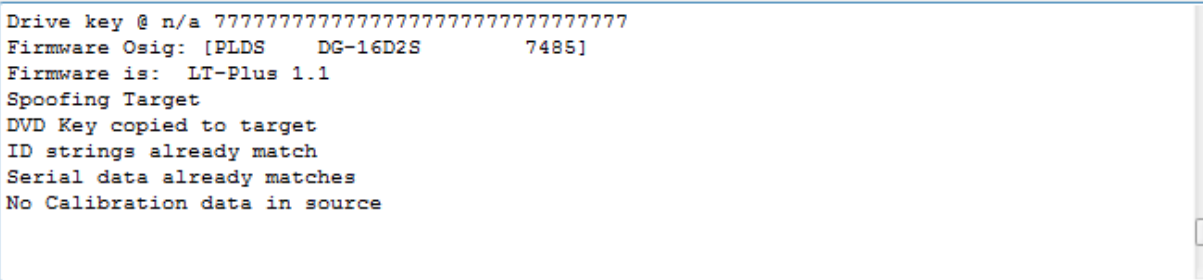 Drive key @ n/a 77777777777777777777777777777777
Firmware Osig: [PLDS    DG-16D2S        7485]
Firmware is:  LT-Plus 1.1
Spoofing Target
DVD Key copied to target
ID strings already match
Serial data already matches
No Calibration data in source